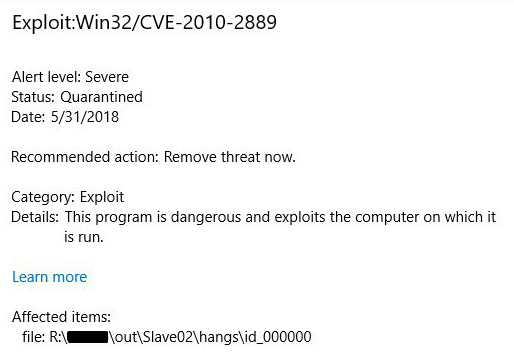 Exploit:Win32/CVE-2010-2889
Alert level: Severe
Status: Quarantined
Date: 5/31/2018
Recommended action: Remove threat now.
Category: Exploit
Details: This program is dangerous and exploits the computer on which it
is run.
Learn more
Affected items:
file: R:\ \out\Slave02\hangs\id_000000